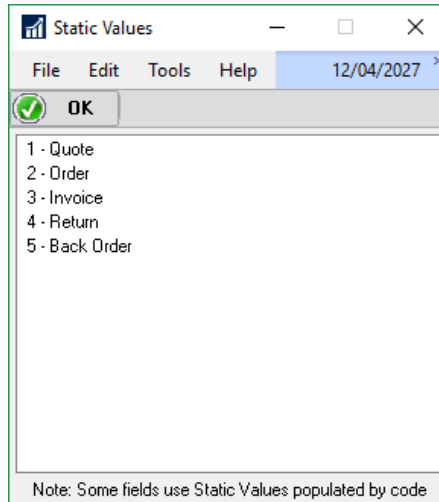 Static Values
File Edit Tools Help 12/04/2027
OK
1 - Quote
2 - Order
3 - Invoice
4 - Return
5 - Back Order
Note: Some fields use Static Values populated by code